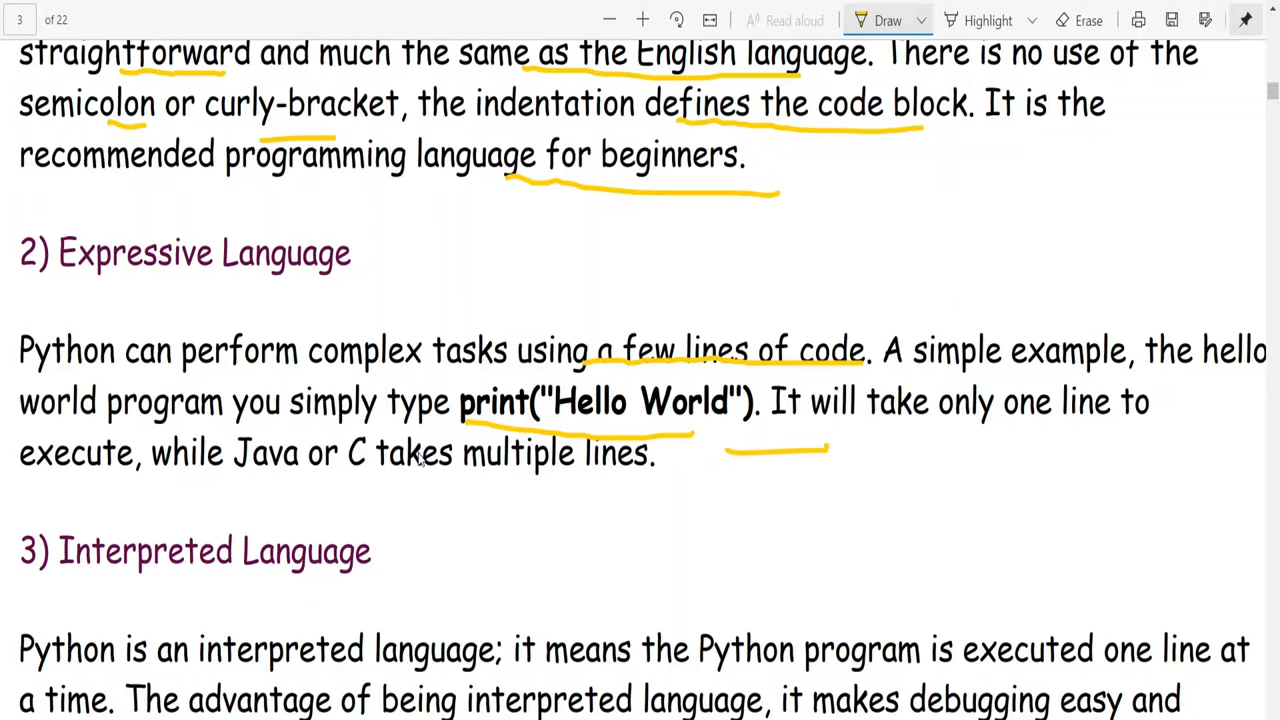 3 of 22 Read aloud Draw Highlight Erase
straightforward and much the same as the English language. There is no use of the
semicolon or curly-bracket, the indentation defines the code block. It is the
recommended programming language for beginners.
2) Expressive Language
Python can perform complex tasks using a few lines of code. A simple example, the hello
world program you simply type print("Hello World"). It will take only one line to
execute, while Java or C takes multiple lines.
3) Interpreted Language
Python is an interpreted language; it means the Python program is executed one line at
a time. The advantage of being interpreted language, it makes debugging easy and